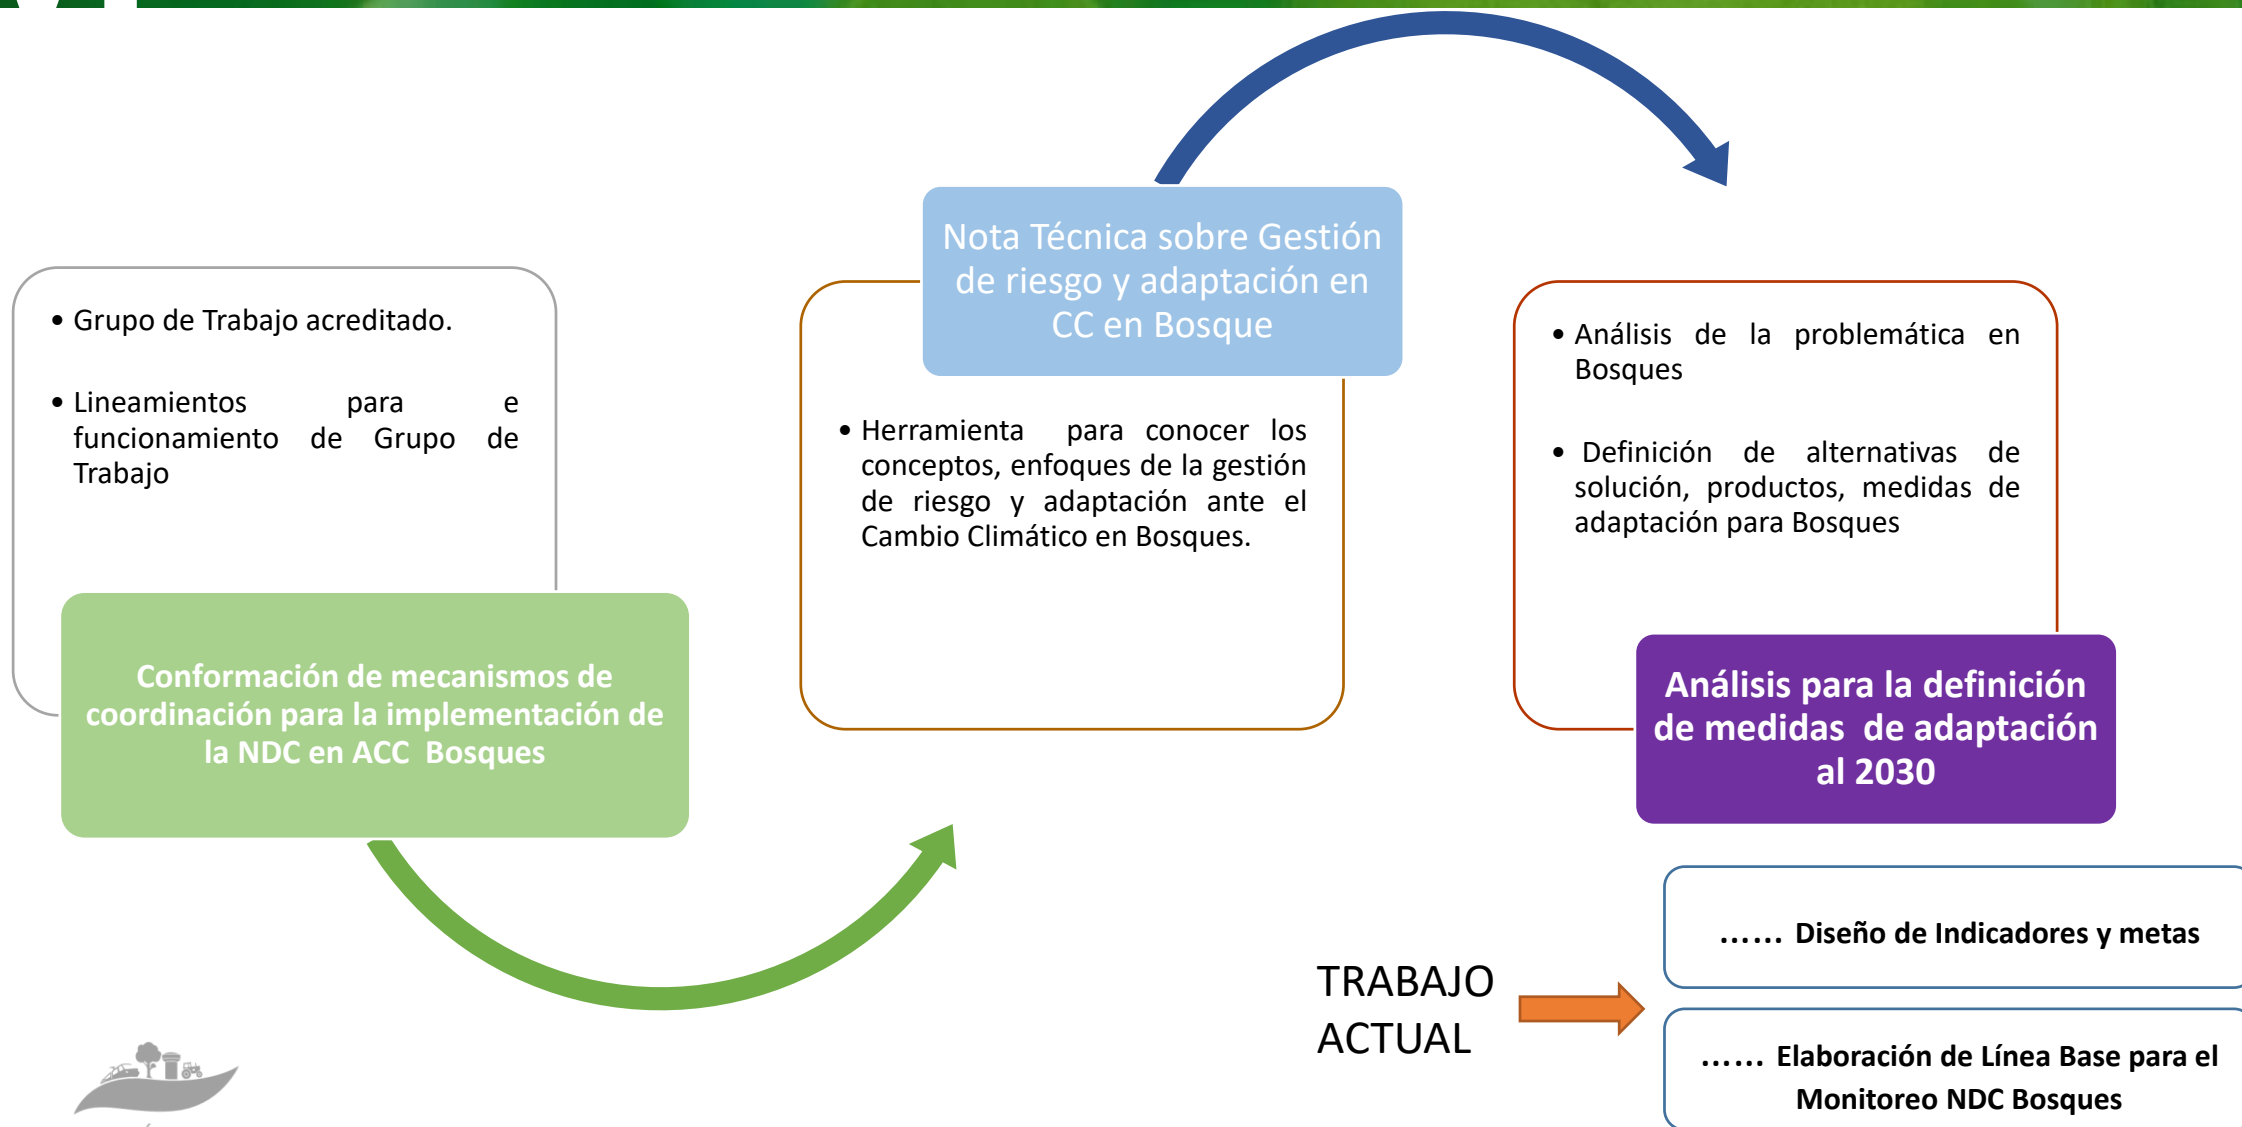 • Grupo de Trabajo acreditado.
• Lineamientos para e
funcionamiento de Grupo de
Trabajo
Conformación de mecanismos de
coordinación para la implementación de
la NDC en ACC Bosques
Nota Técnica sobre Gestión
de riesgo y adaptación en
CC en Bosque
• Herramienta para conocer los
conceptos, enfoques de la gestión
de riesgo y adaptación ante el
Cambio Climático en Bosques.
• Análisis de la problemática en
Bosques
• Definición de alternativas de
solución, productos, medidas de
adaptación para Bosques
Análisis para la definición
de medidas de adaptación
al 2030
TRABAJO
ACTUAL
...... Diseño de Indicadores y metas
...... Elaboración de Línea Base para el
Monitoreo NDC Bosques